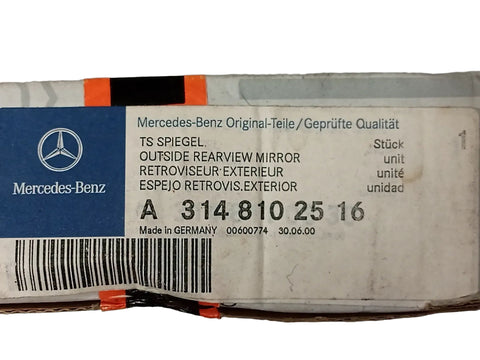 Mercedes-Benz
Mercedes-Benz Original-Teile/Geprüfte Qualität
TS SPIEGEL. Stück 1
OUTSIDE REARVIEW MIRROR unit
RETROVISEUR EXTERIEUR unité
ESPEJO RETROVIS.EXTERIOR unidad
A 314 810 25 16
Made in GERMANY 00600774 30.06.00